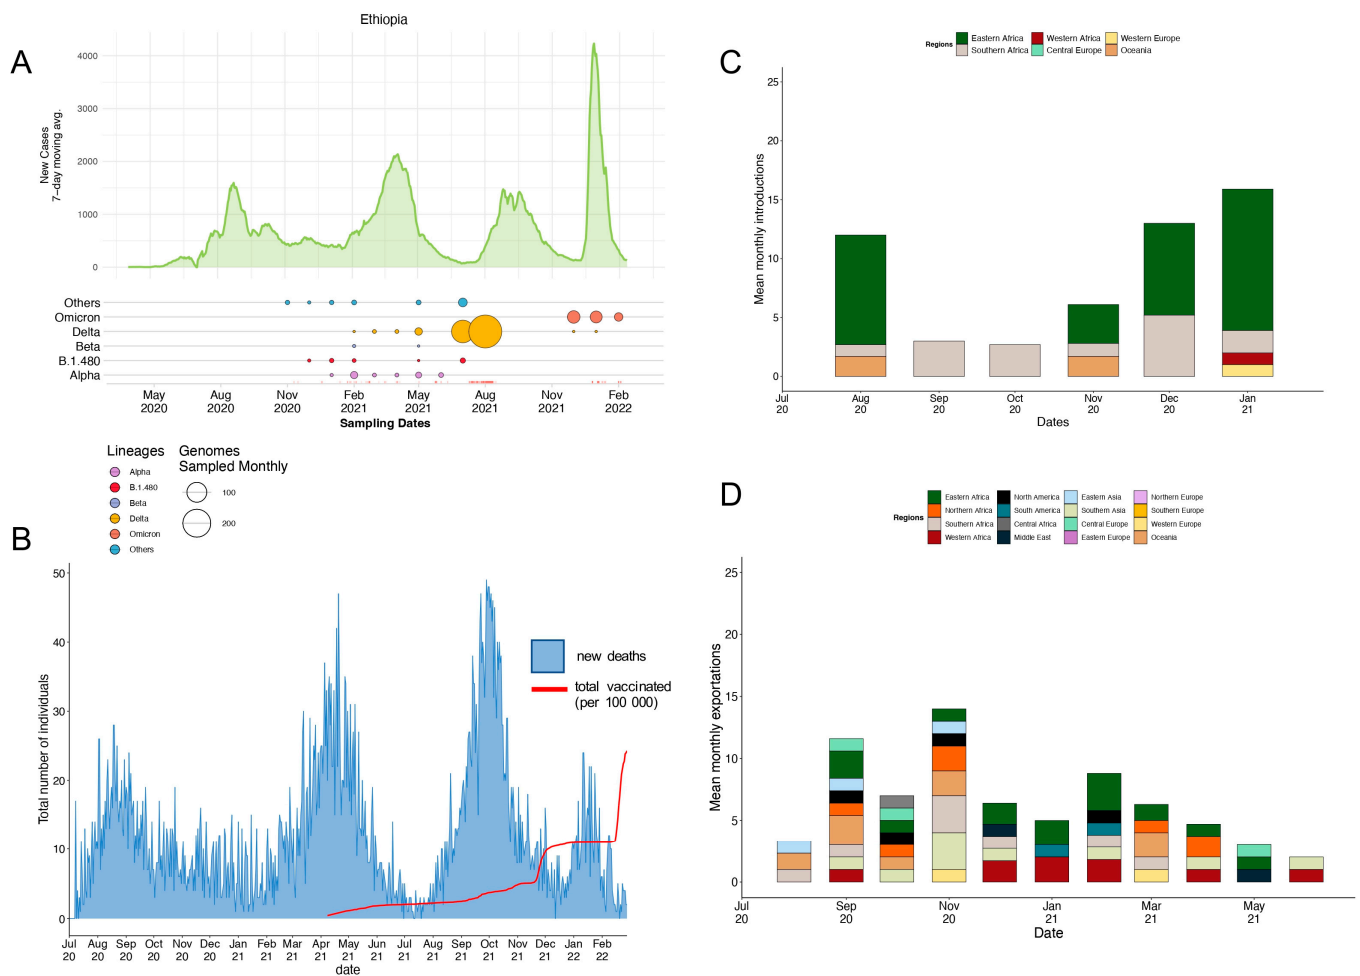 Ethiopia
A
New Cases
7-day moving avg.
4000
3000
2000
1000
0
Others
Omicron
Delta
Beta
B.1.480
Alpha
May Aug Nov Feb May Aug Nov Feb
2020 2020 2020 2021 2021 2021 2021 2022
Sampling Dates
Lineages
Alpha
B.1.480
Beta
Delta
Omicron
Others
Genomes
Sampled Monthly
100
200
B
Total number of individuals
50
40
30
20
10
0
new deaths
total vaccinated
(per 100 000)
Jul Aug Sep Oct Nov Dec Jan Feb Mar Apr May Jun Jul Aug Sep Oct Nov Dec Jan Feb
20 20 20 20 20 20 21 21 21 21 21 21 21 21 21 21 21 21 22 22
date
C
Regions
Eastern Africa Western Africa Western Europe
Southern Africa Central Europe Oceania
Mean monthly introductions
25
20
15
10
5
0
Jul Aug Sep Oct Nov Dec Jan
20 20 20 20 20 20 21
Dates
D
Regions
Eastern Africa North America Eastern Asia Northern Europe
Northern Africa South America Southern Asia Southern Europe
Southern Africa Central Africa Central Europe Western Europe
Western Africa Middle East Eastern Europe Oceania
Mean monthly exportations
25
20
15
10
5
0
Jul Sep Nov Jan Mar May
20 20 20 21 21 21
Date